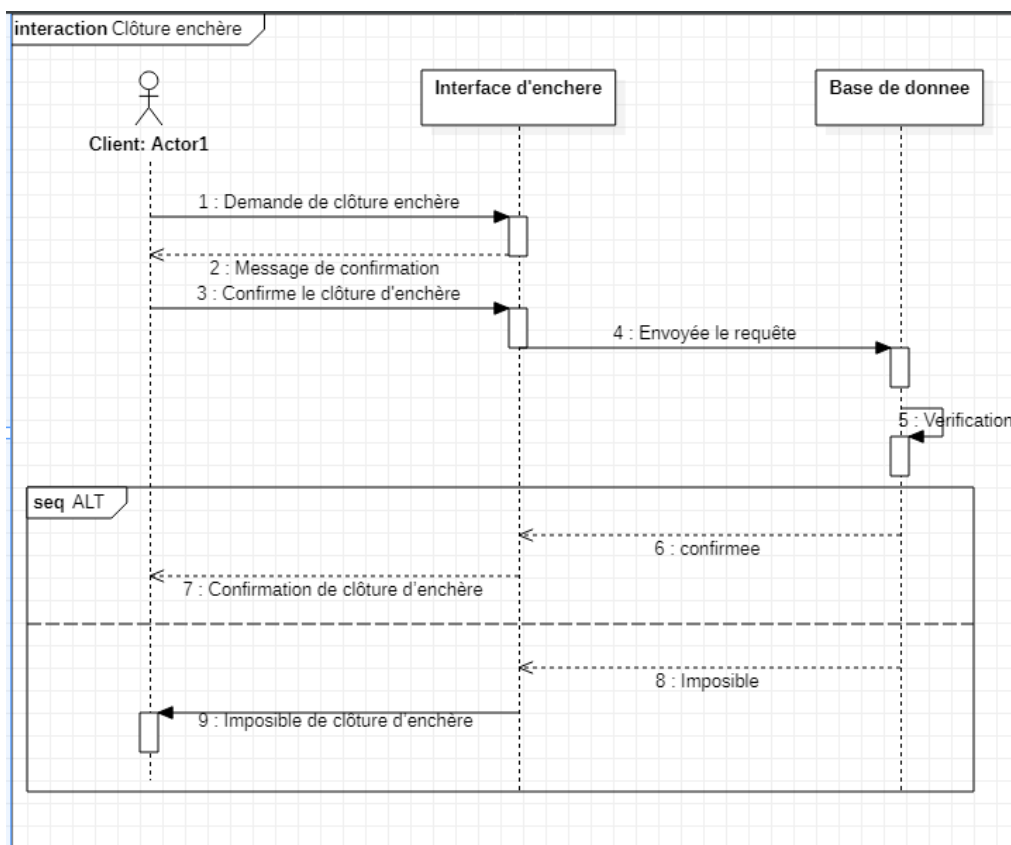 interaction Clôture enchère
Client: Actor1
Interface d'enchere
Base de donnee
1 : Demande de clôture enchère
2 : Message de confirmation
3 : Confirme le clôture d'enchère
4 : Envoyée le requête
5 : Verification
seq ALT
6 : confirmee
7 : Confirmation de clôture d'enchère
8 : Imposible
9 : Imposible de clôture d'enchère